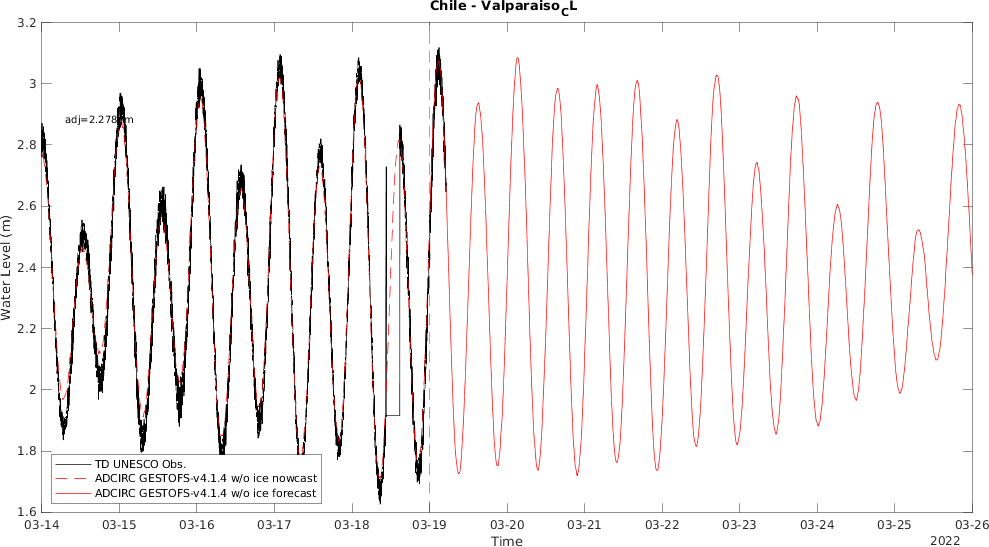 Chile - Valparaiso_CL
3.2
3
2.8
2.6
2.4
2.2
2
1.8
1.6
Water Level (m)
adj=2.278 m
TD UNESCO Obs.
ADCIRC GESTOFS-v4.1.4 w/o ice nowcast
ADCIRC GESTOFS-v4.1.4 w/o ice forecast
03-14 03-15 03-16 03-17 03-18 03-19 03-20 03-21 03-22 03-23 03-24 03-25 03-26
Time
2022